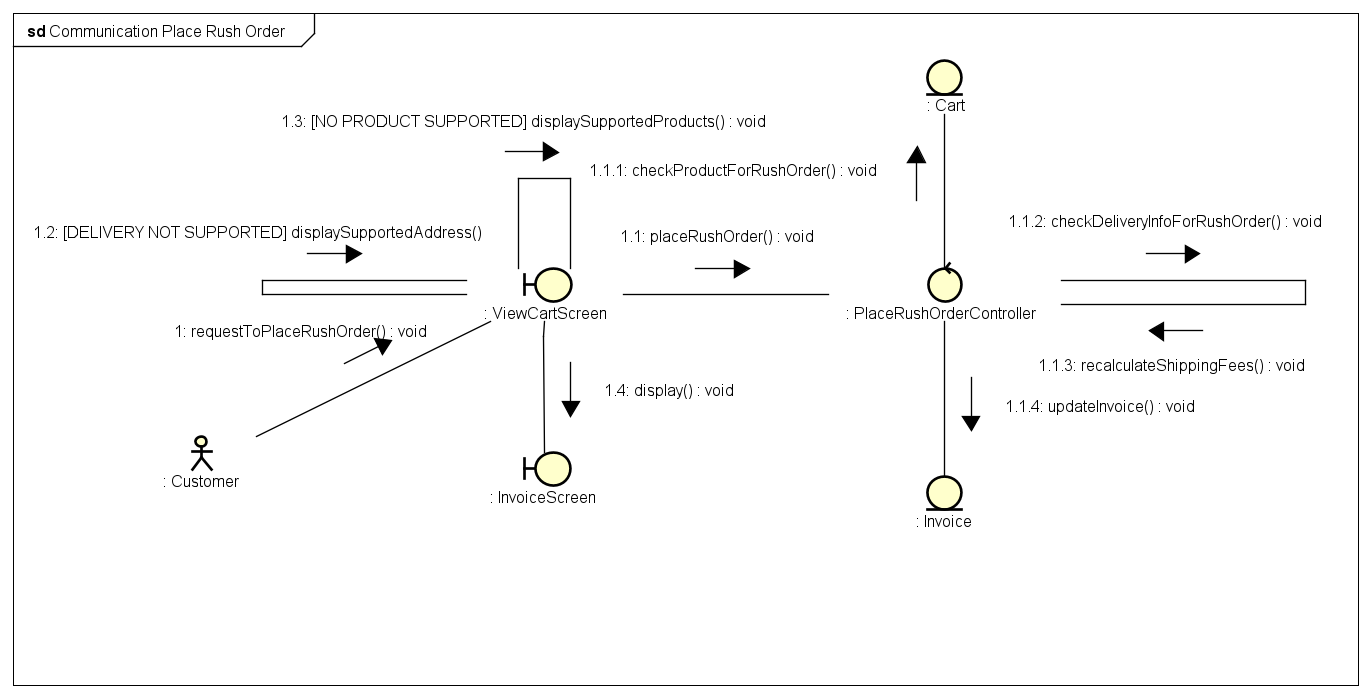 sd Communication Place Rush Order
: Cart
1.3: [NO PRODUCT SUPPORTED] displaySupportedProducts() : void
1.1.1: checkProductForRushOrder() : void
1.1.2: checkDeliveryInfoForRushOrder() : void
1.2: [DELIVERY NOT SUPPORTED] displaySupportedAddress()
1.1: placeRushOrder() : void
: ViewCartScreen
: PlaceRushOrderController
1: requestToPlaceRushOrder() : void
1.1.3: recalculateShippingFees() : void
1.4: display() : void
1.1.4: updateInvoice() : void
: Customer
: InvoiceScreen
: Invoice